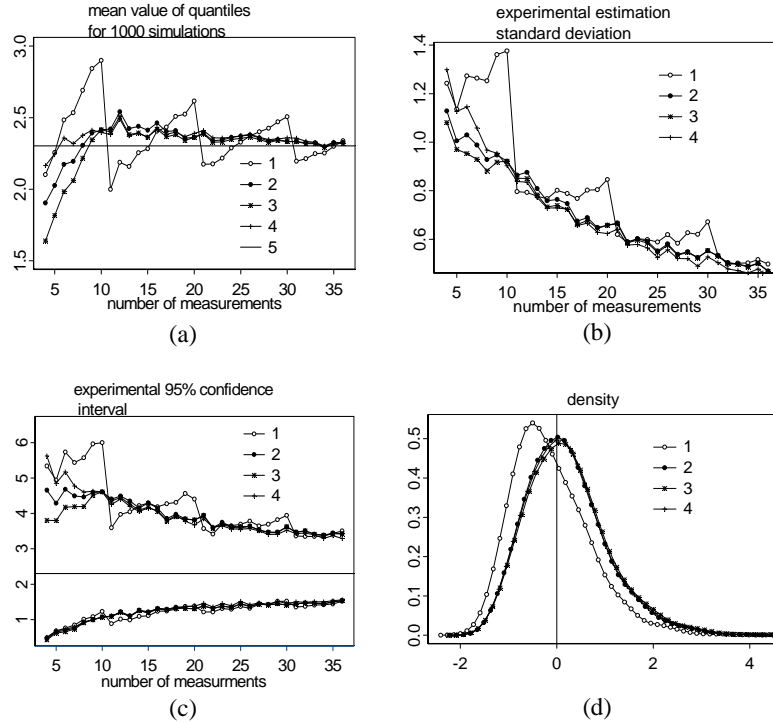 mean value of quantiles
for 1000 simulations
3.0
2.5
2.0
1.5
1
2
3
4
5
5 10 15 20 25 30 35
number of measurements
(a)
experimental estimation
standard deviation
1.4
1.2
1.0
0.8
0.6
1
2
3
4
5 10 15 20 25 30 35
number of measurements
(b)
experimental 95% confidence
interval
6
5
4
3
2
1
1
2
3
4
5 10 15 20 25 30 35
number of measurments
(c)
density
0.5
0.4
0.3
0.2
0.1
0.0
1
2
3
4
-2 0 2 4
(d)